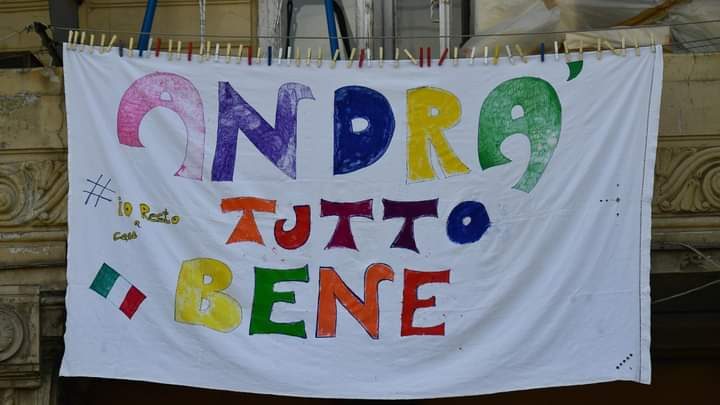 ANDRA'
TUTTO
BENE
# IO Resto
a
casa